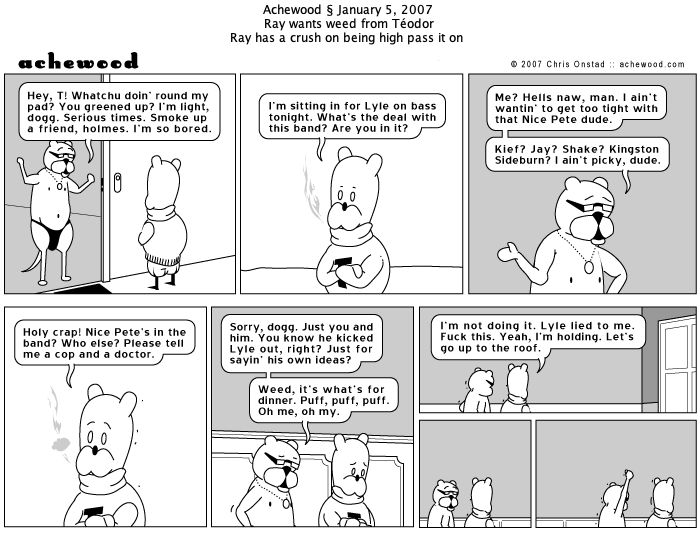 Achewood § January 5, 2007
Ray wants weed from Téodor
Ray has a crush on being high pass it on
achewood
© 2007 Chris Onstad :: achewood.com
Hey, T! Whatchu doin' round my
pad? You greened up? I'm light,
dogg. Serious times. Smoke up
a friend, holmes. I'm so bored.
I'm sitting in for Lyle on bass
tonight. What's the deal with
this band? Are you in it?
Me? Hells naw, man. I ain't
wantin' to get too tight with
that Nice Pete dude.
Kief? Jay? Shake? Kingston
Sideburn? I ain't picky, dude.
Holy crap! Nice Pete's in the
band? Who else? Please tell
me a cop and a doctor.
Sorry, dogg. Just you and
him. You know he kicked
Lyle out, right? Just for
sayin' his own ideas?
Weed, it's what's for
dinner. Puff, puff, puff.
Oh me, oh my.
I'm not doing it. Lyle lied to me.
Fuck this. Yeah, I'm holding. Let's
go up to the roof.